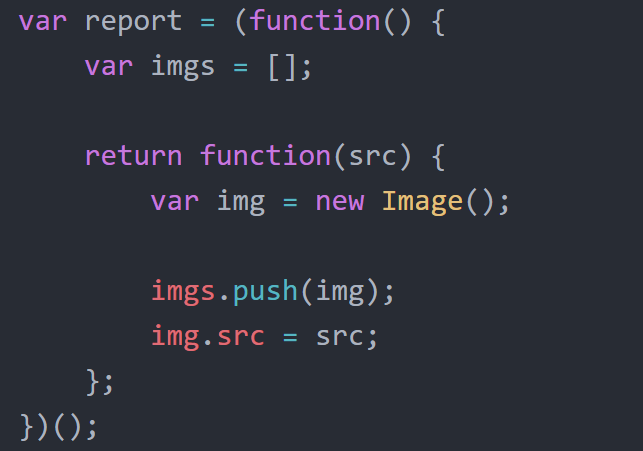 var report = (function() {
    var imgs = [];

    return function(src) {
        var img = new Image();

        imgs.push(img);
        img.src = src;
    };
})();